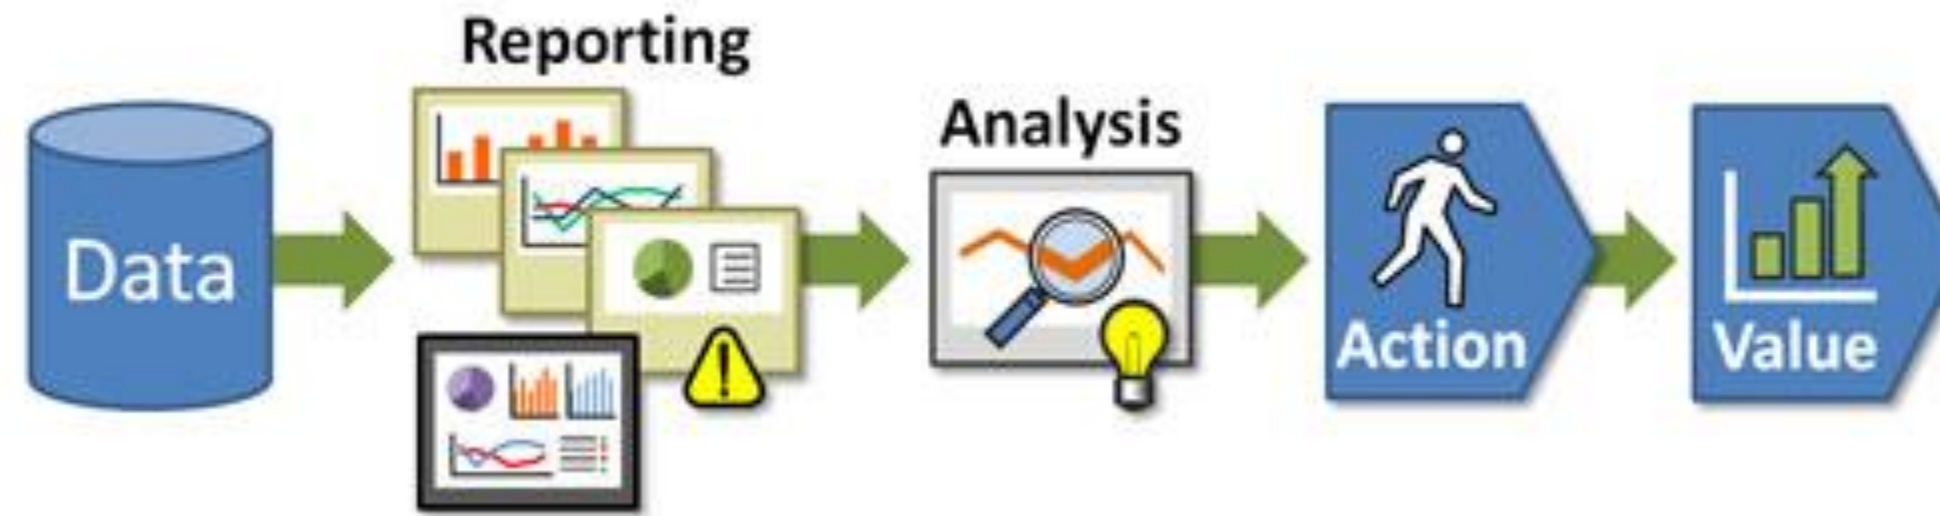 Reporting
Analysis
Data
Action
Value